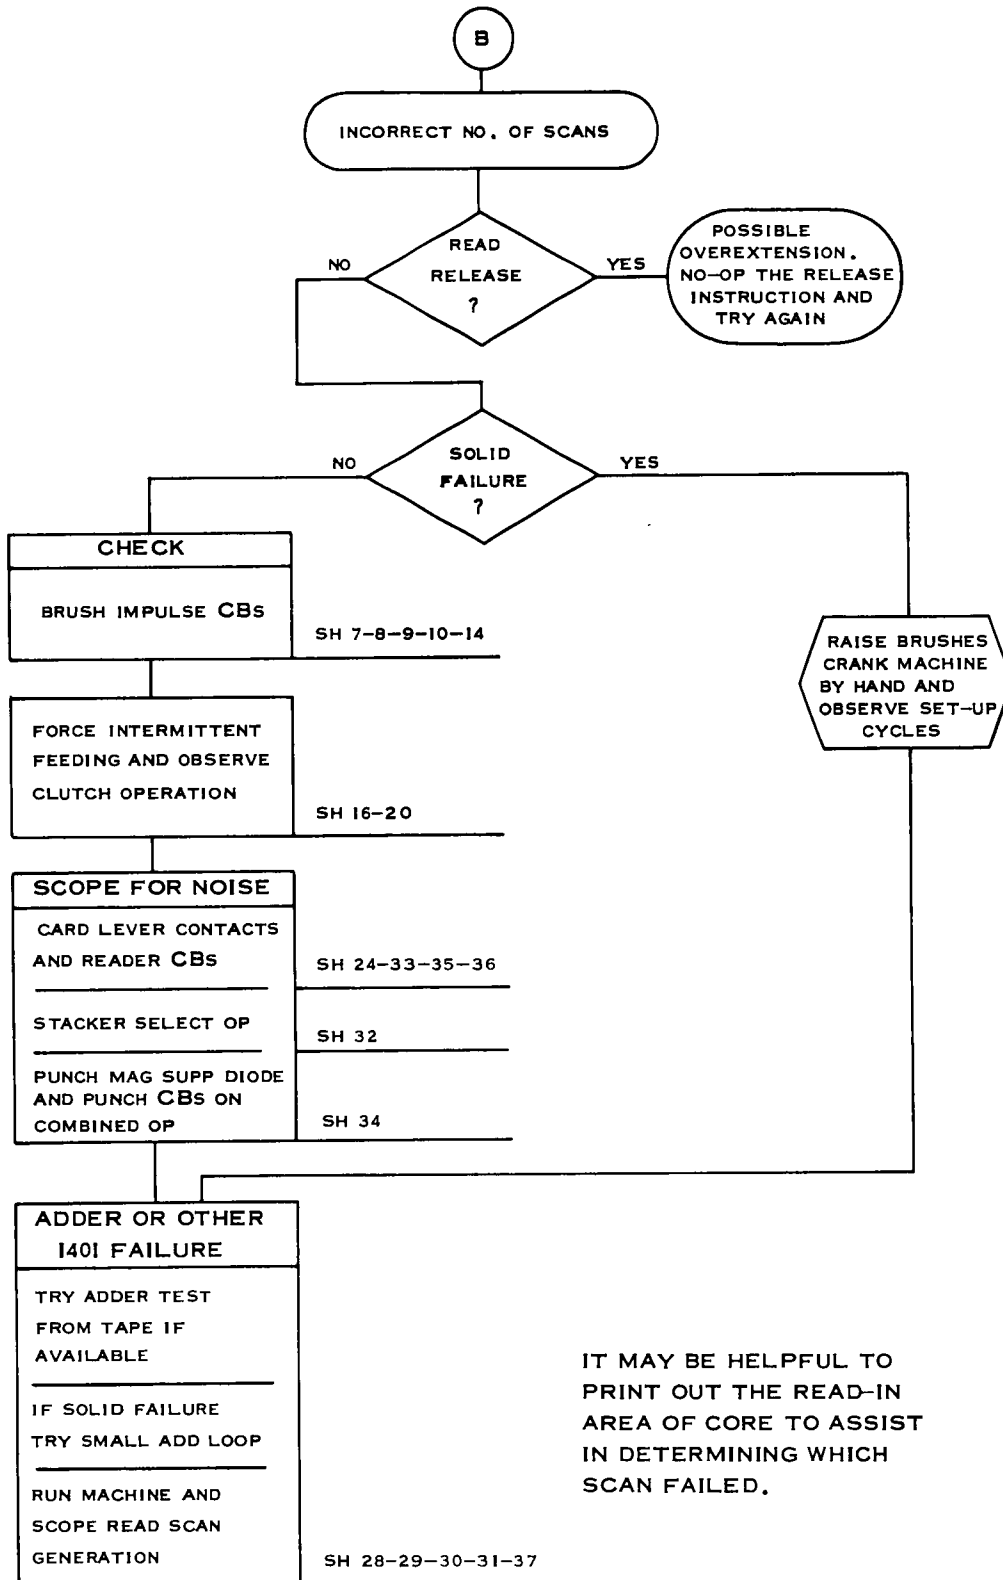 B
INCORRECT NO. OF SCANS
READ
RELEASE
?
NO
YES
POSSIBLE
OVEREXTENSION.
NO-OP THE RELEASE
INSTRUCTION AND
TRY AGAIN
SOLID
FAILURE
?
NO
YES
CHECK
BRUSH IMPULSE CBs
SH 7-8-9-10-14
RAISE BRUSHES
CRANK MACHINE
BY HAND AND
OBSERVE SET-UP
CYCLES
FORCE INTERMITTENT
FEEDING AND OBSERVE
CLUTCH OPERATION
SH 16-20
SCOPE FOR NOISE
CARD LEVER CONTACTS
AND READER CBs
SH 24-33-35-36
STACKER SELECT OP
SH 32
PUNCH MAG SUPP DIODE
AND PUNCH CBs ON
COMBINED OP
SH 34
ADDER OR OTHER
1401 FAILURE
TRY ADDER TEST
FROM TAPE IF
AVAILABLE
IF SOLID FAILURE
TRY SMALL ADD LOOP
RUN MACHINE AND
SCOPE READ SCAN
GENERATION
SH 28-29-30-31-37
IT MAY BE HELPFUL TO
PRINT OUT THE READ-IN
AREA OF CORE TO ASSIST
IN DETERMINING WHICH
SCAN FAILED.